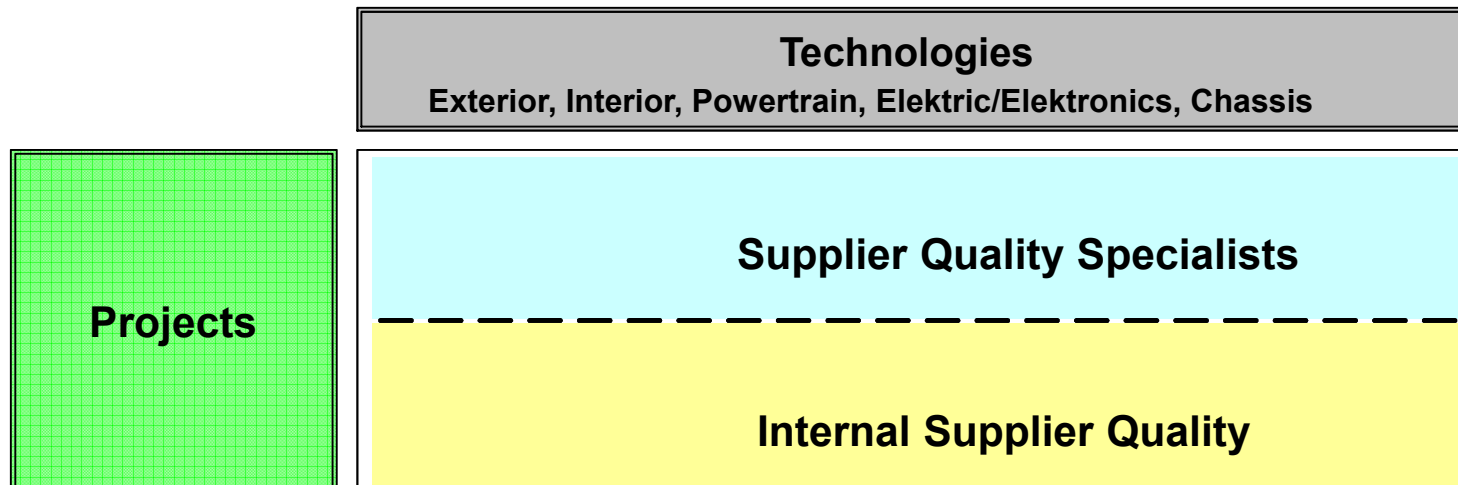 Technologies
Exterior, Interior, Powertrain, Elektric/Elektronics, Chassis
Supplier Quality Specialists
Projects
Internal Supplier Quality